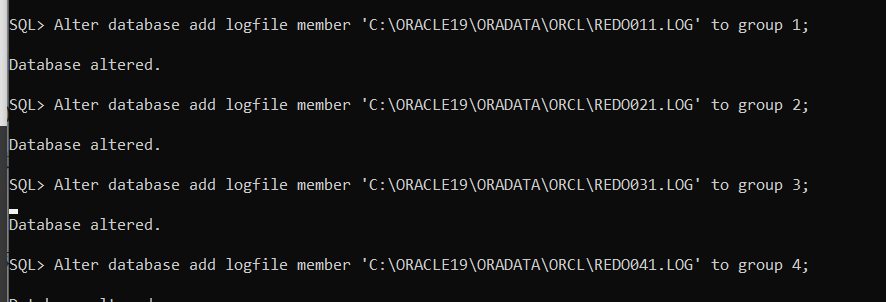 SQL> Alter database add logfile member 'C:\ORACLE19\ORADATA\ORCL\REDO011.LOG' to group 1;
Database altered.
SQL> Alter database add logfile member 'C:\ORACLE19\ORADATA\ORCL\REDO021.LOG' to group 2;
Database altered.
SQL> Alter database add logfile member 'C:\ORACLE19\ORADATA\ORCL\REDO031.LOG' to group 3;
Database altered.
SQL> Alter database add logfile member 'C:\ORACLE19\ORADATA\ORCL\REDO041.LOG' to group 4;